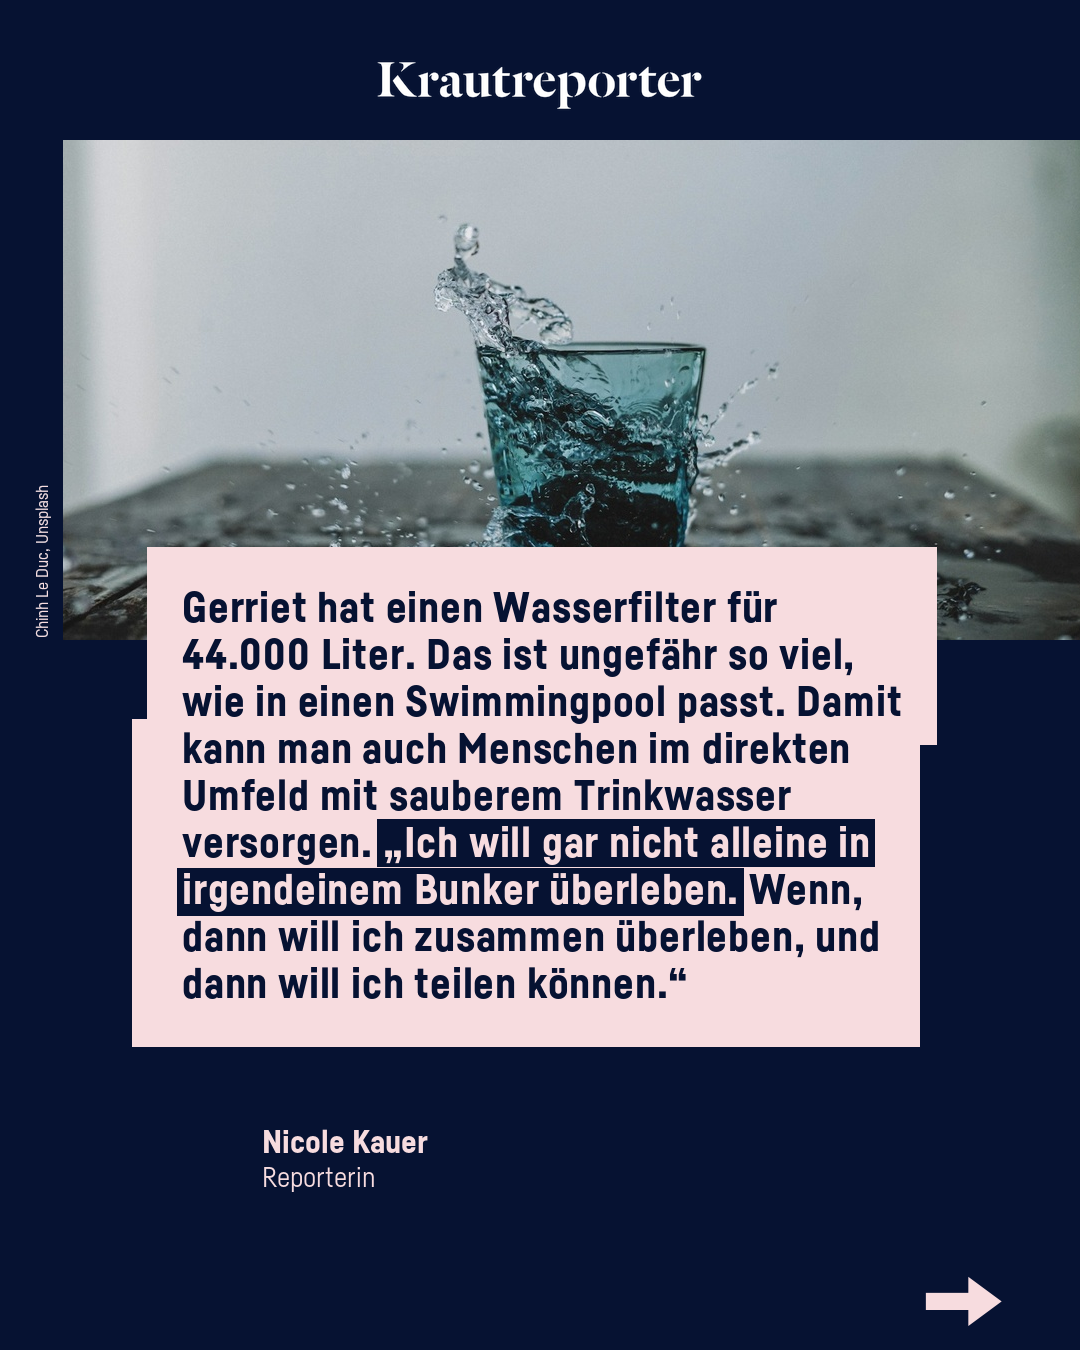 Krautreporter
Chinh Le Duc, Unsplash
Gerriet hat einen Wasserfilter für
44.000 Liter. Das ist ungefähr so viel,
wie in einen Swimmingpool passt. Damit
kann man auch Menschen im direkten
Umfeld mit sauberem Trinkwasser
versorgen. „Ich will gar nicht alleine in
irgendeinem Bunker überleben. Wenn,
dann will ich zusammen überleben, und
dann will ich teilen können.“
Nicole Kauer
Reporterin